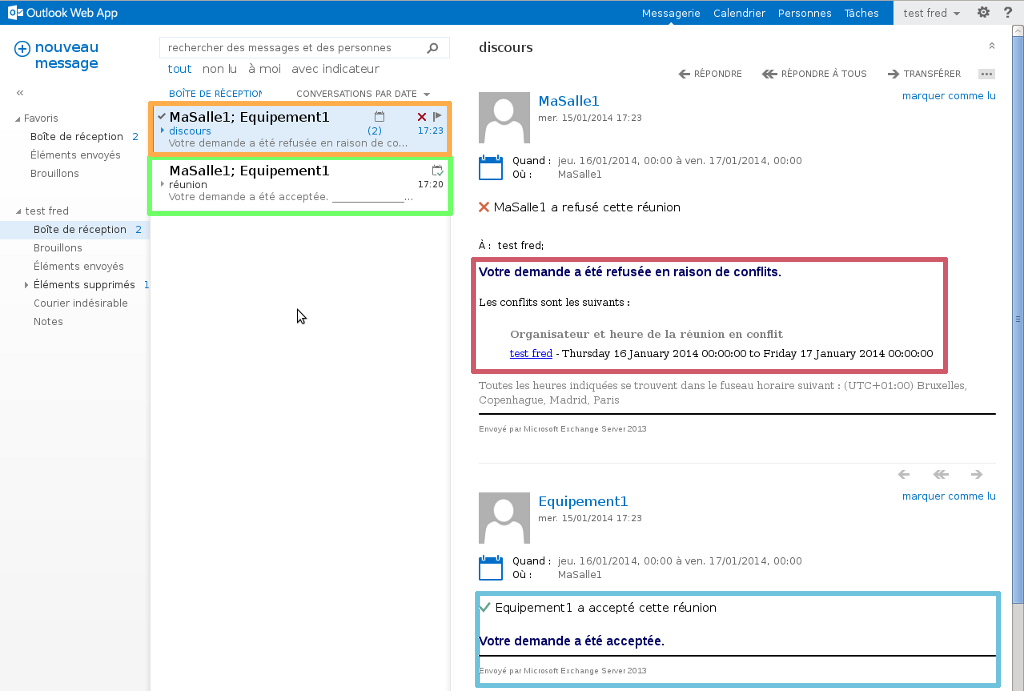 Outlook Web App
Messagerie Calendrier Personnes Tâches test fred ?
nouveau
message
«
Favoris
Boîte de réception 2
Éléments envoyés
Brouillons
test fred
Boîte de réception 2
Brouillons
Éléments envoyés
Éléments supprimés 1
Courier indésirable
Notes
rechercher des messages et des personnes
tout non lu à moi avec indicateur
BOÎTE DE RÉCEPTION CONVERSATIONS PAR DATE
MaSalle1; Equipement1
discours (2) 17:23
Votre demande a été refusée en raison de co...
MaSalle1; Equipement1
réunion 17:20
Votre demande a été acceptée. ______________...
discours
RÉPONDRE RÉPONDRE À TOUS TRANSFÉRER ...
MaSalle1 marquer comme lu
mer. 15/01/2014 17:23
Quand : jeu. 16/01/2014, 00:00 à ven. 17/01/2014, 00:00
Où : MaSalle1
MaSalle1 a refusé cette réunion
À : test fred;
Votre demande a été refusée en raison de conflits.
Les conflits sont les suivants :
Organisateur et heure de la réunion en conflit
test fred - Thursday 16 January 2014 00:00:00 to Friday 17 January 2014 00:00:00
Toutes les heures indiquées se trouvent dans le fuseau horaire suivant : (UTC+01:00) Bruxelles,
Copenhague, Madrid, Paris
Envoyé par Microsoft Exchange Server 2013
Equipement1 marquer comme lu
mer. 15/01/2014 17:23
Quand : jeu. 16/01/2014, 00:00 à ven. 17/01/2014, 00:00
Où : MaSalle1
Equipement1 a accepté cette réunion
Votre demande a été acceptée.
Envoyé par Microsoft Exchange Server 2013